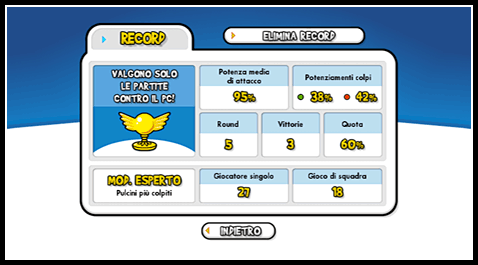 RECORD
ELIMINA RECORD
VALGONO SOLO
LE PARTITE
CONTRO IL PC!
Potenza media
di attacco
95%
Potenziamenti colpi
38% 42%
Round
5
Vittorie
3
Quota
60%
MOD. ESPERTO
Pulcini più colpiti
Giocatore singolo
27
Gioco di squadra
18
INDIETRO